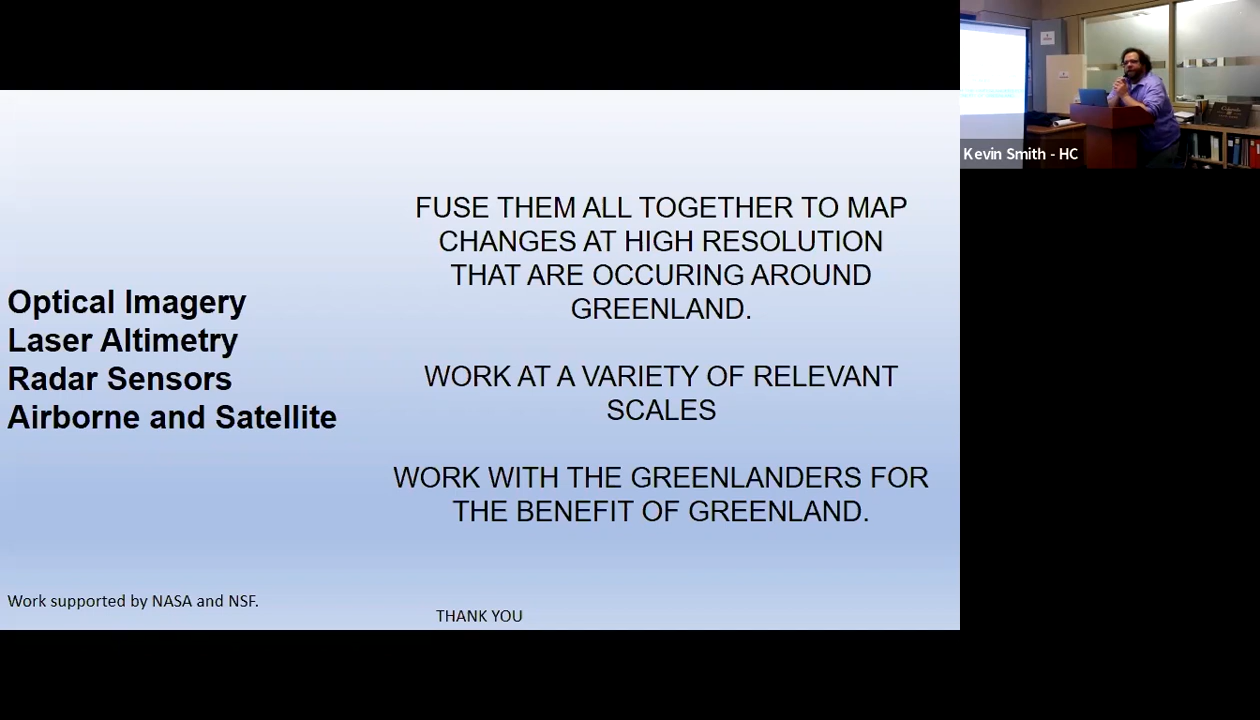 FUSE THEM ALL TOGETHER TO MAP
CHANGES AT HIGH RESOLUTION
THAT ARE OCCURING AROUND
GREENLAND.
WORK AT A VARIETY OF RELEVANT
SCALES
WORK WITH THE GREENLANDERS FOR
THE BENEFIT OF GREENLAND.
Optical Imagery
Laser Altimetry
Radar Sensors
Airborne and Satellite
Work supported by NASA and NSF.
THANK YOU
Kevin Smith - HC